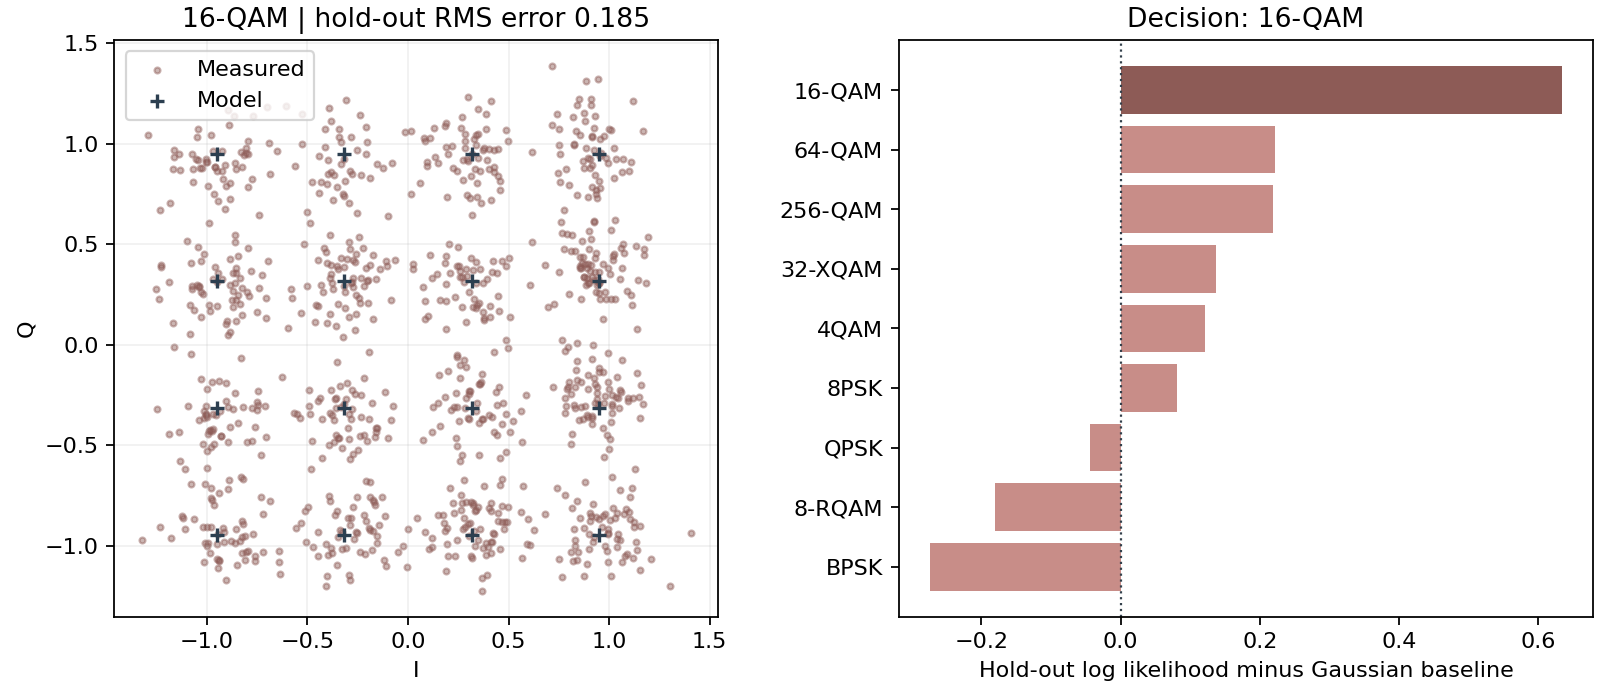 16-QAM | hold-out RMS error 0.185
Measured
Model
1.5
1.0
0.5
0.0
−0.5
−1.0
Q
−1.0
−0.5
0.0
0.5
1.0
1.5
I
Decision: 16-QAM
16-QAM
64-QAM
256-QAM
32-XQAM
4QAM
8PSK
QPSK
8-RQAM
BPSK
−0.2
0.0
0.2
0.4
0.6
Hold-out log likelihood minus Gaussian baseline